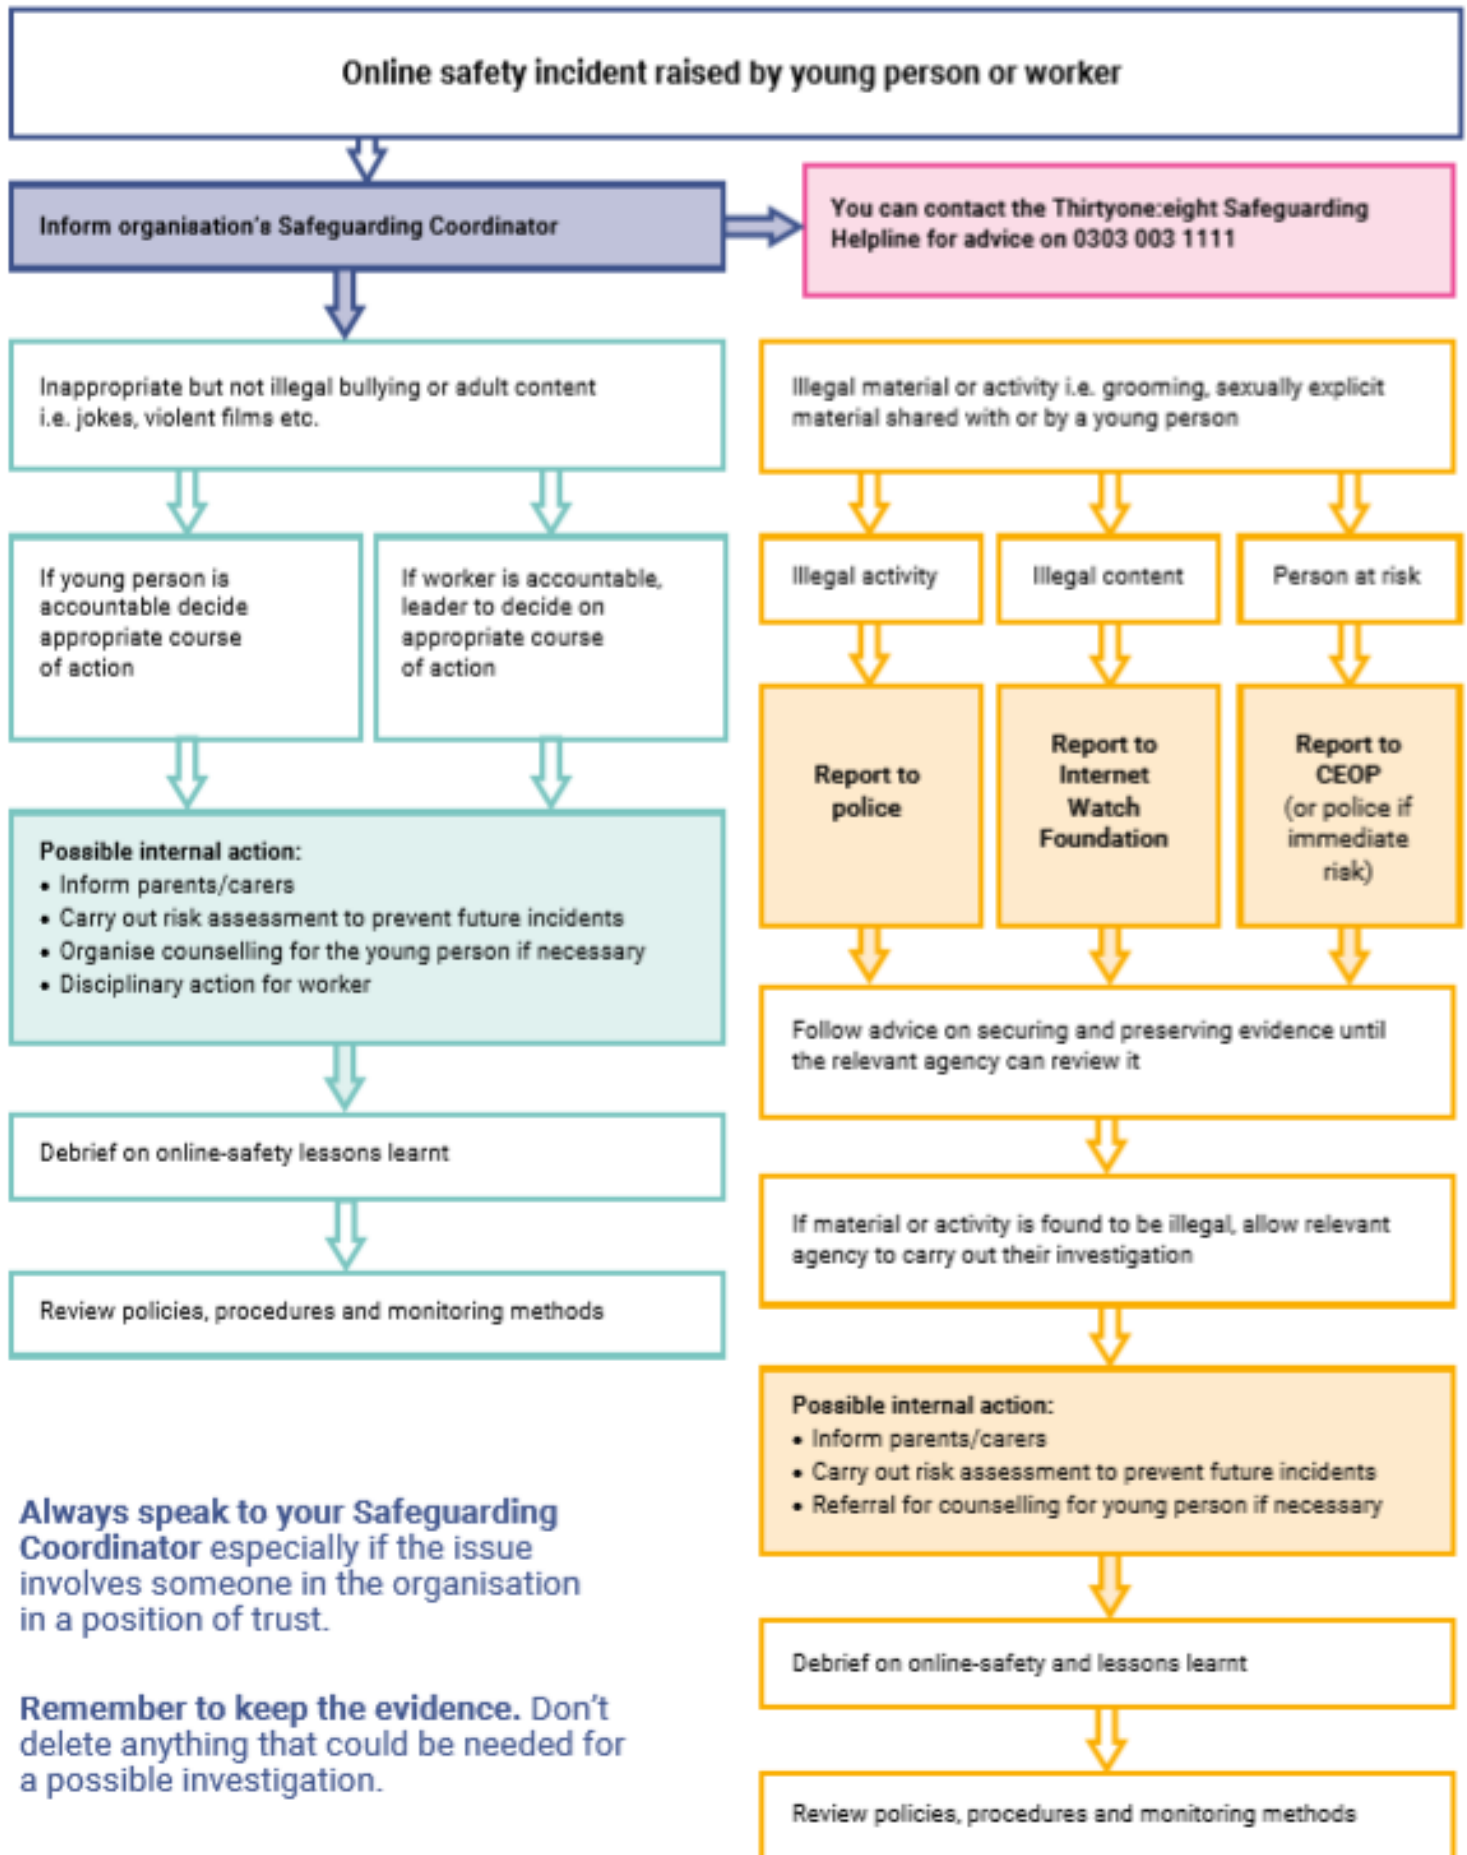 Online safety incident raised by young person or worker
Inform organisation's Safeguarding Coordinator
You can contact the Thirtyone:eight Safeguarding
Helpline for advice on 0303 003 1111
Inappropriate but not illegal bullying or adult content
i.e. jokes, violent films etc.
If young person is
accountable decide
appropriate course
of action
If worker is accountable,
leader to decide on
appropriate course
of action
Possible internal action:
• Inform parents/carers
• Carry out risk assessment to prevent future incidents
• Organise counselling for the young person if necessary
• Disciplinary action for worker
Debrief on online-safety lessons learnt
Review policies, procedures and monitoring methods
Illegal material or activity i.e. grooming, sexually explicit
material shared with or by a young person
Illegal activity
Illegal content
Person at risk
Report to
police
Report to
Internet
Watch
Foundation
Report to
CEOP
(or police if
immediate
risk)
Follow advice on securing and preserving evidence until
the relevant agency can review it
If material or activity is found to be illegal, allow relevant
agency to carry out their investigation
Possible internal action:
• Inform parents/carers
• Carry out risk assessment to prevent future incidents
• Referral for counselling for young person if necessary
Debrief on online-safety and lessons learnt
Review policies, procedures and monitoring methods
Always speak to your Safeguarding
Coordinator especially if the issue
involves someone in the organisation
in a position of trust.
Remember to keep the evidence. Don't
delete anything that could be needed for
a possible investigation.